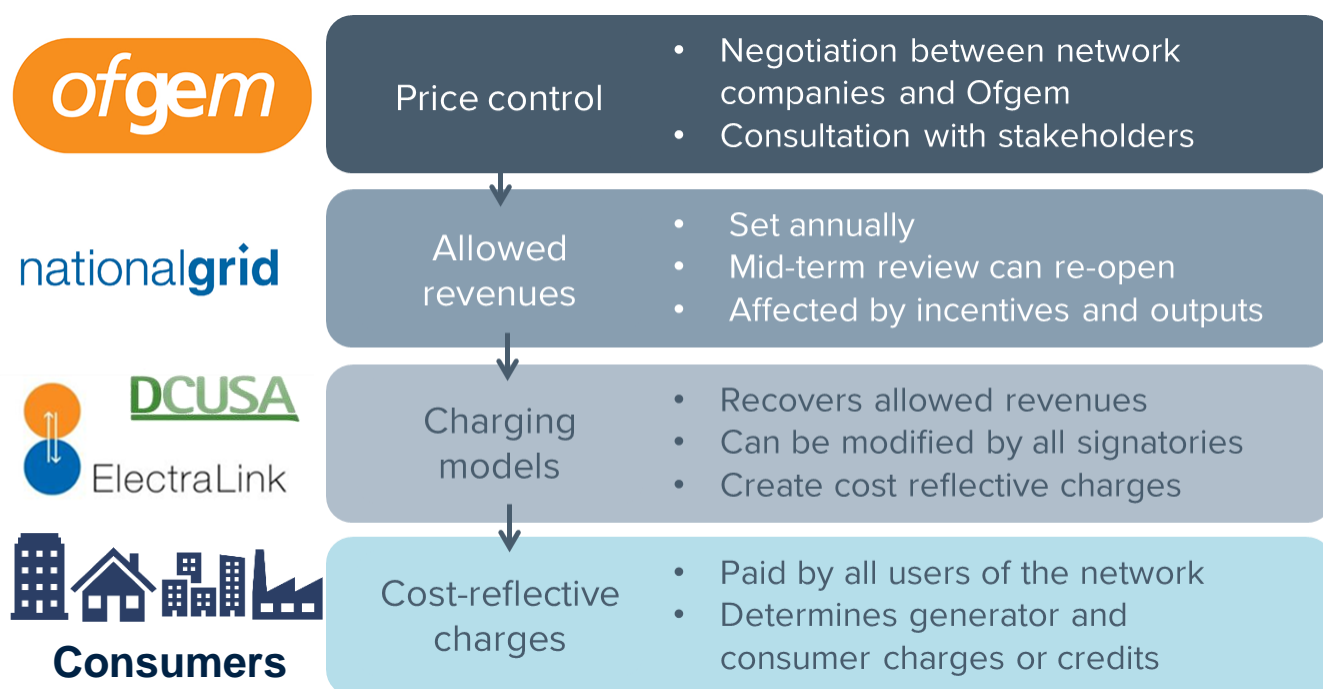 ofgem
Price control
• Negotiation between network
companies and Ofgem
• Consultation with stakeholders
nationalgrid
Allowed
revenues
• Set annually
• Mid-term review can re-open
• Affected by incentives and outputs
DCUSA
ElectraLink
Charging
models
• Recovers allowed revenues
• Can be modified by all signatories
• Create cost reflective charges
Consumers
Cost-reflective
charges
• Paid by all users of the network
• Determines generator and
consumer charges or credits